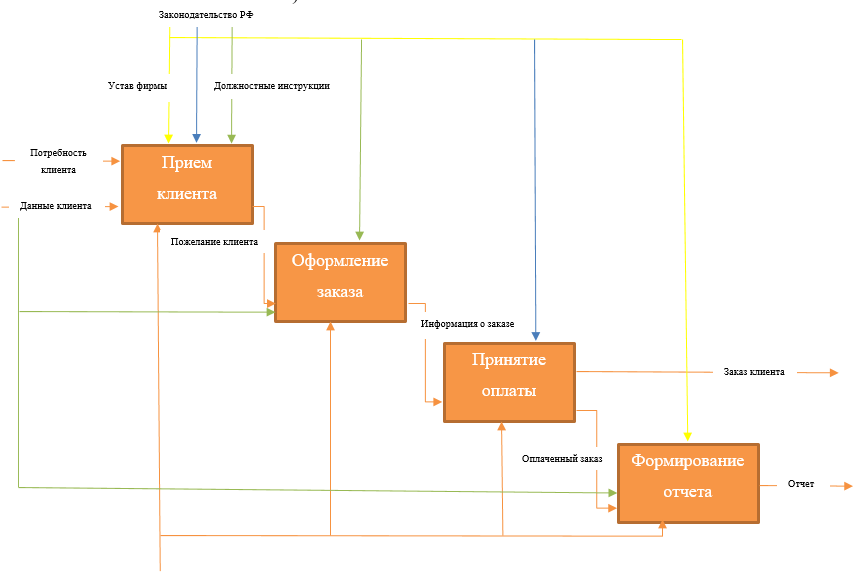 Законодательство РФ
Устав фирмы
Должностные инструкции
Потребность
клиента
Прием
клиента
Данные клиента
Пожелание клиента
Оформление
заказа
Информация о заказе
Принятие
оплаты
Заказ клиента
Оплаченный заказ
Формирование
отчета
Отчет